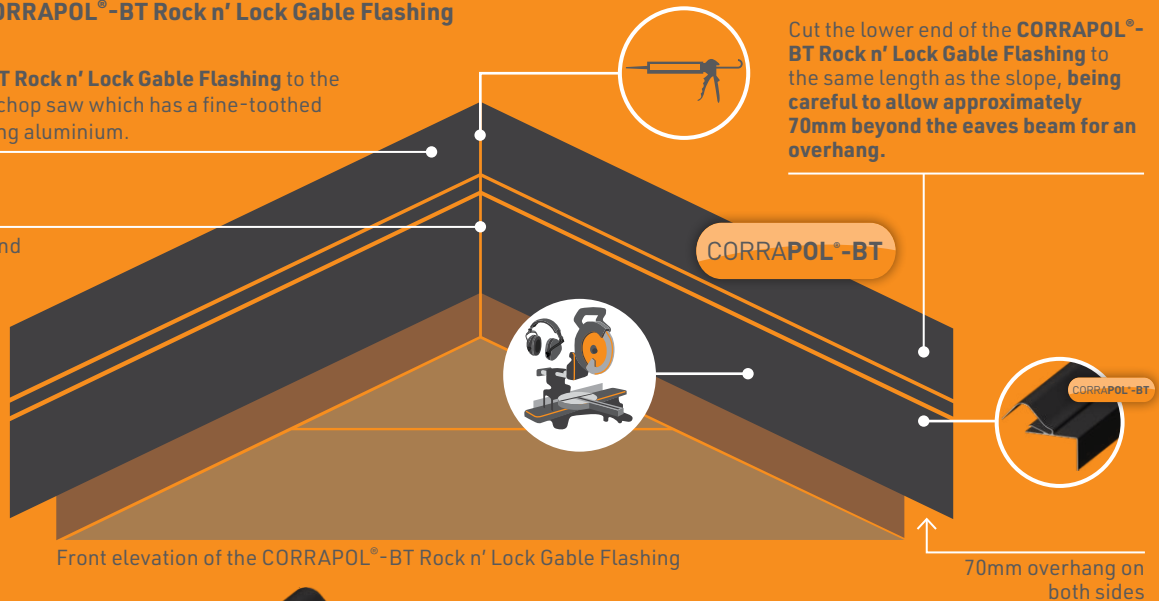 ORRAPOL®-BT Rock n’ Lock Gable Flashing
BT Rock n’ Lock Gable Flashing to the
chop saw which has a fine-toothed
ng aluminium.
nd
Cut the lower end of the CORRAPOL®-
BT Rock n’ Lock Gable Flashing to
the same length as the slope, being
careful to allow approximately
70mm beyond the eaves beam for an
overhang.
CORRAPOL®-BT
CORRAPOL®-BT
Front elevation of the CORRAPOL®-BT Rock n’ Lock Gable Flashing
70mm overhang on
both sides